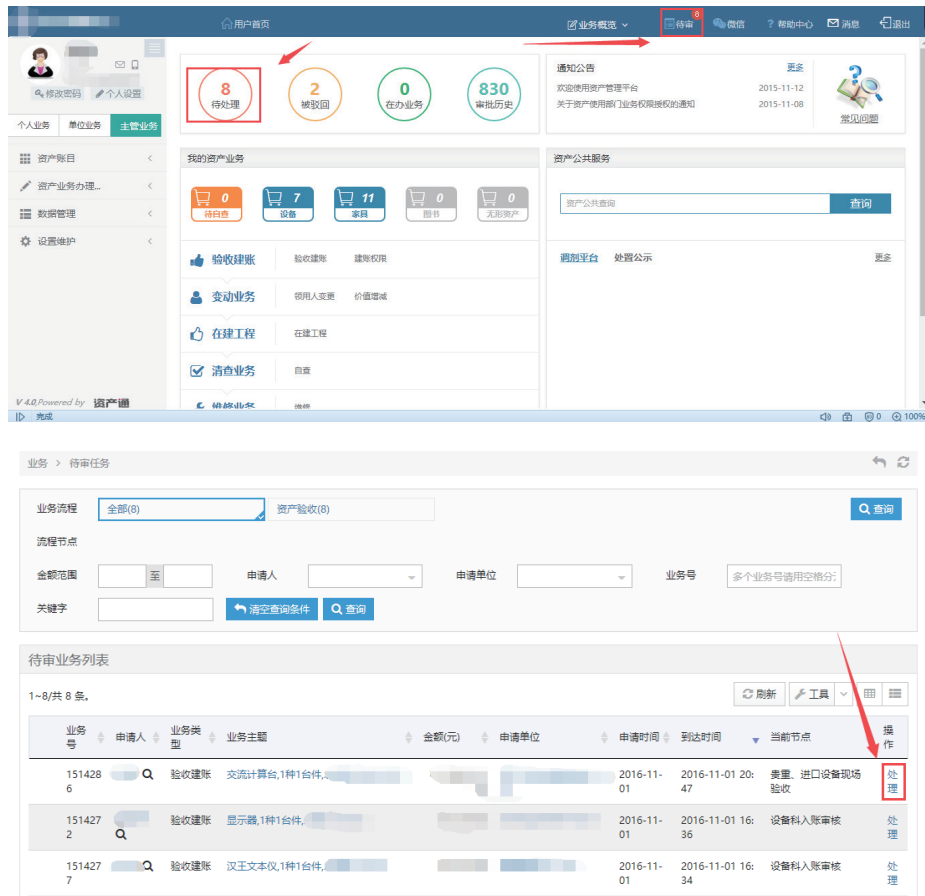 用户首页 业务概览 待审 8 微信 ? 帮助中心 消息 退出
修改密码 个人设置
个人业务 单位业务 主管业务
资产账目
资产业务办理...
数据管理
设置维护
V 4.0,Powered by 资产通
8 待处理
2 被驳回
0 在办业务
830 审批历史
通知公告 更多
欢迎使用资产管理平台 2015-11-12
关于资产使用部门业务权限授权的通知 2015-11-08
常见问题
我的资产业务
0 待自查
7 设备
11 家具
0 图书
0 无形资产
验收建账 验收建账 建账权限
变动业务 领用人变更 价值增减
在建工程 在建工程
清查业务 自查
维修业务 维修
资产公共服务
资产公共查询 查询
调剂平台 处置公示 更多
完成 0 100%
业务 > 待审任务
业务流程 全部(8) 资产验收(8) 查询
流程节点
金额范围 至 申请人 申请单位 业务号 多个业务号请用空格分
关键字 清空查询条件 查询
待审业务列表
1~8/共 8 条。 刷新 工具
业务号 申请人 业务类型 业务主题 金额(元) 申请单位 申请时间 到达时间 当前节点 操作
151428 验收建账 交流计算台,1种1台件, 2016-11- 2016-11-01 20: 贵重、进口设备现场 处
6 01 47 验收 理
151427 验收建账 显示器,1种1台件, 2016-11- 2016-11-01 16: 设备科入账审核 处
2 01 36 理
151427 验收建账 汉王文本仪,1种1台件, 2016-11- 2016-11-01 16: 设备科入账审核 处
7 01 34 理